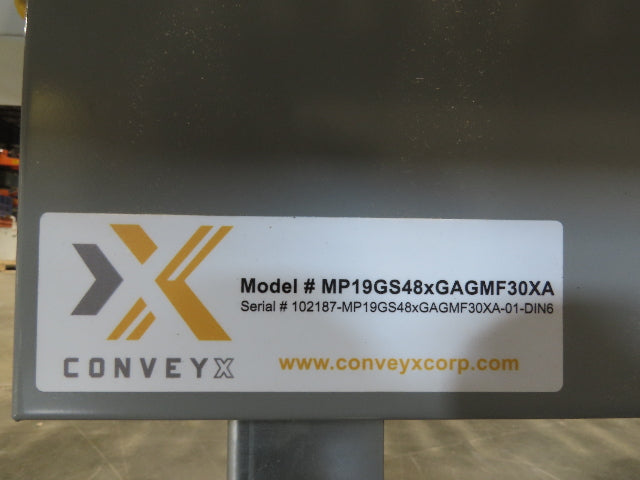 Model # MP19GS48xGAGMF30XA
Serial # 102187-MP19GS48xGAGMF30XA-01-DIN6
CONVEYX
www.conveyxcorp.com